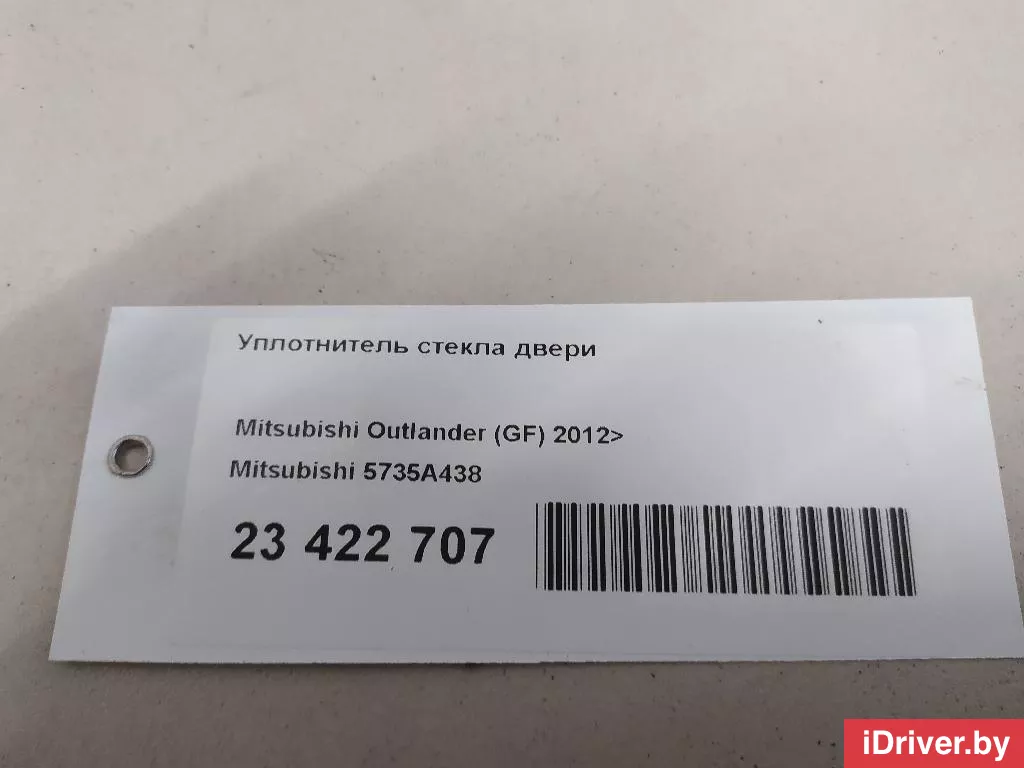 Уплотнитель стекла двери
Mitsubishi Outlander (GF) 2012>
Mitsubishi 5735A438
23 422 707
iDriver.by